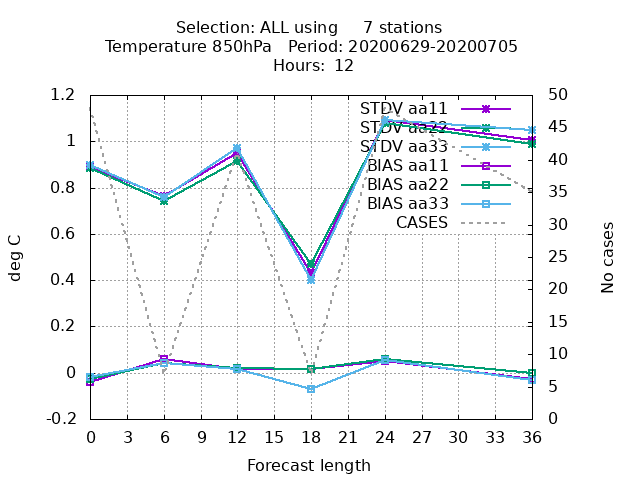 Selection: ALL using 7 stations
Temperature 850hPa Period: 20200629-20200705
Hours: 12
1.2
1
0.8
0.6
0.4
0.2
0
-0.2
deg C
STDV aa11
STDV aa22
STDV aa33
BIAS aa11
BIAS aa22
BIAS aa33
CASES
50
45
40
35
30
25
20
15
10
5
0
No cases
0 3 6 9 12 15 18 21 24 27 30 33 36
Forecast length